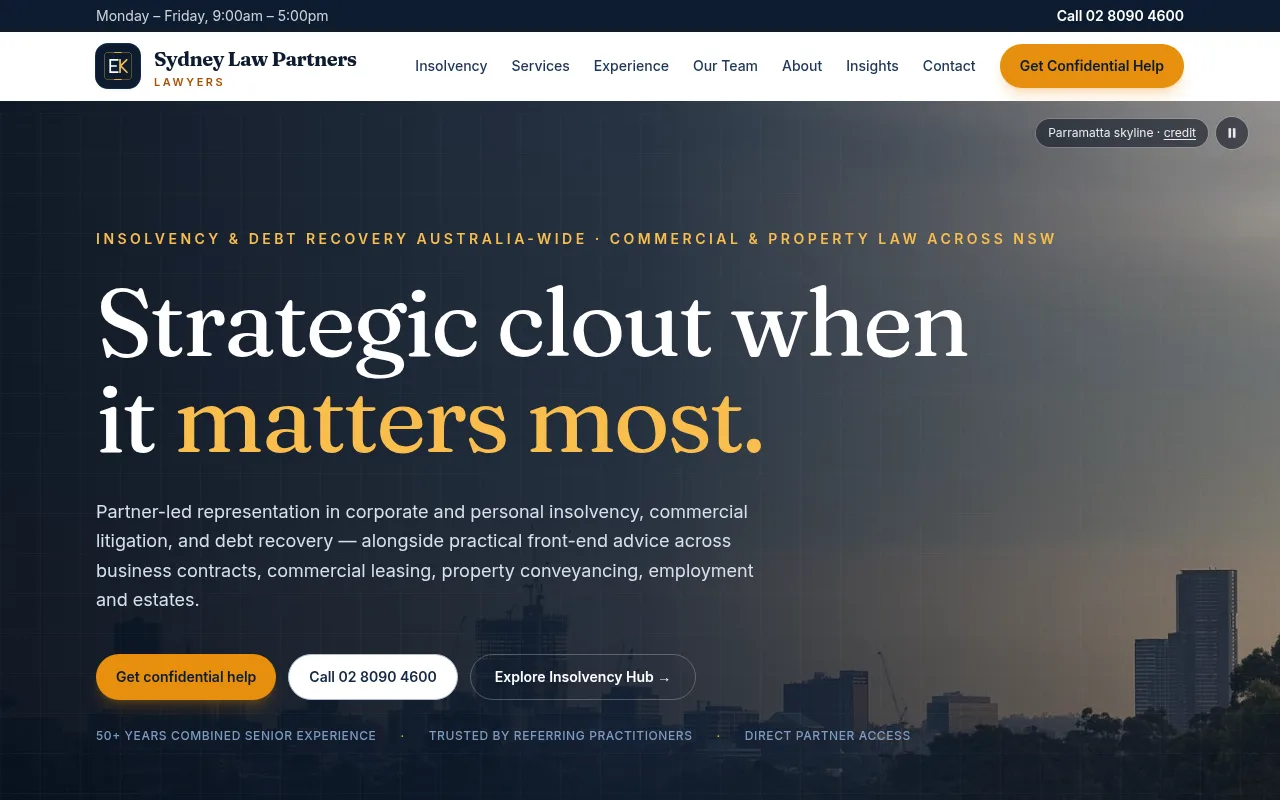 Monday – Friday, 9:00am – 5:00pm
Call 02 8090 4600
EK
Sydney Law Partners
LAWYERS
Insolvency
Services
Experience
Our Team
About
Insights
Contact
Get Confidential Help
Parramatta skyline · credit
INSOLVENCY & DEBT RECOVERY AUSTRALIA-WIDE · COMMERCIAL & PROPERTY LAW ACROSS NSW
Strategic clout when
it matters most.
Partner-led representation in corporate and personal insolvency, commercial
litigation, and debt recovery — alongside practical front-end advice across
business contracts, commercial leasing, property conveyancing, employment
and estates.
Get confidential help
Call 02 8090 4600
Explore Insolvency Hub →
50+ YEARS COMBINED SENIOR EXPERIENCE · TRUSTED BY REFERRING PRACTITIONERS · DIRECT PARTNER ACCESS